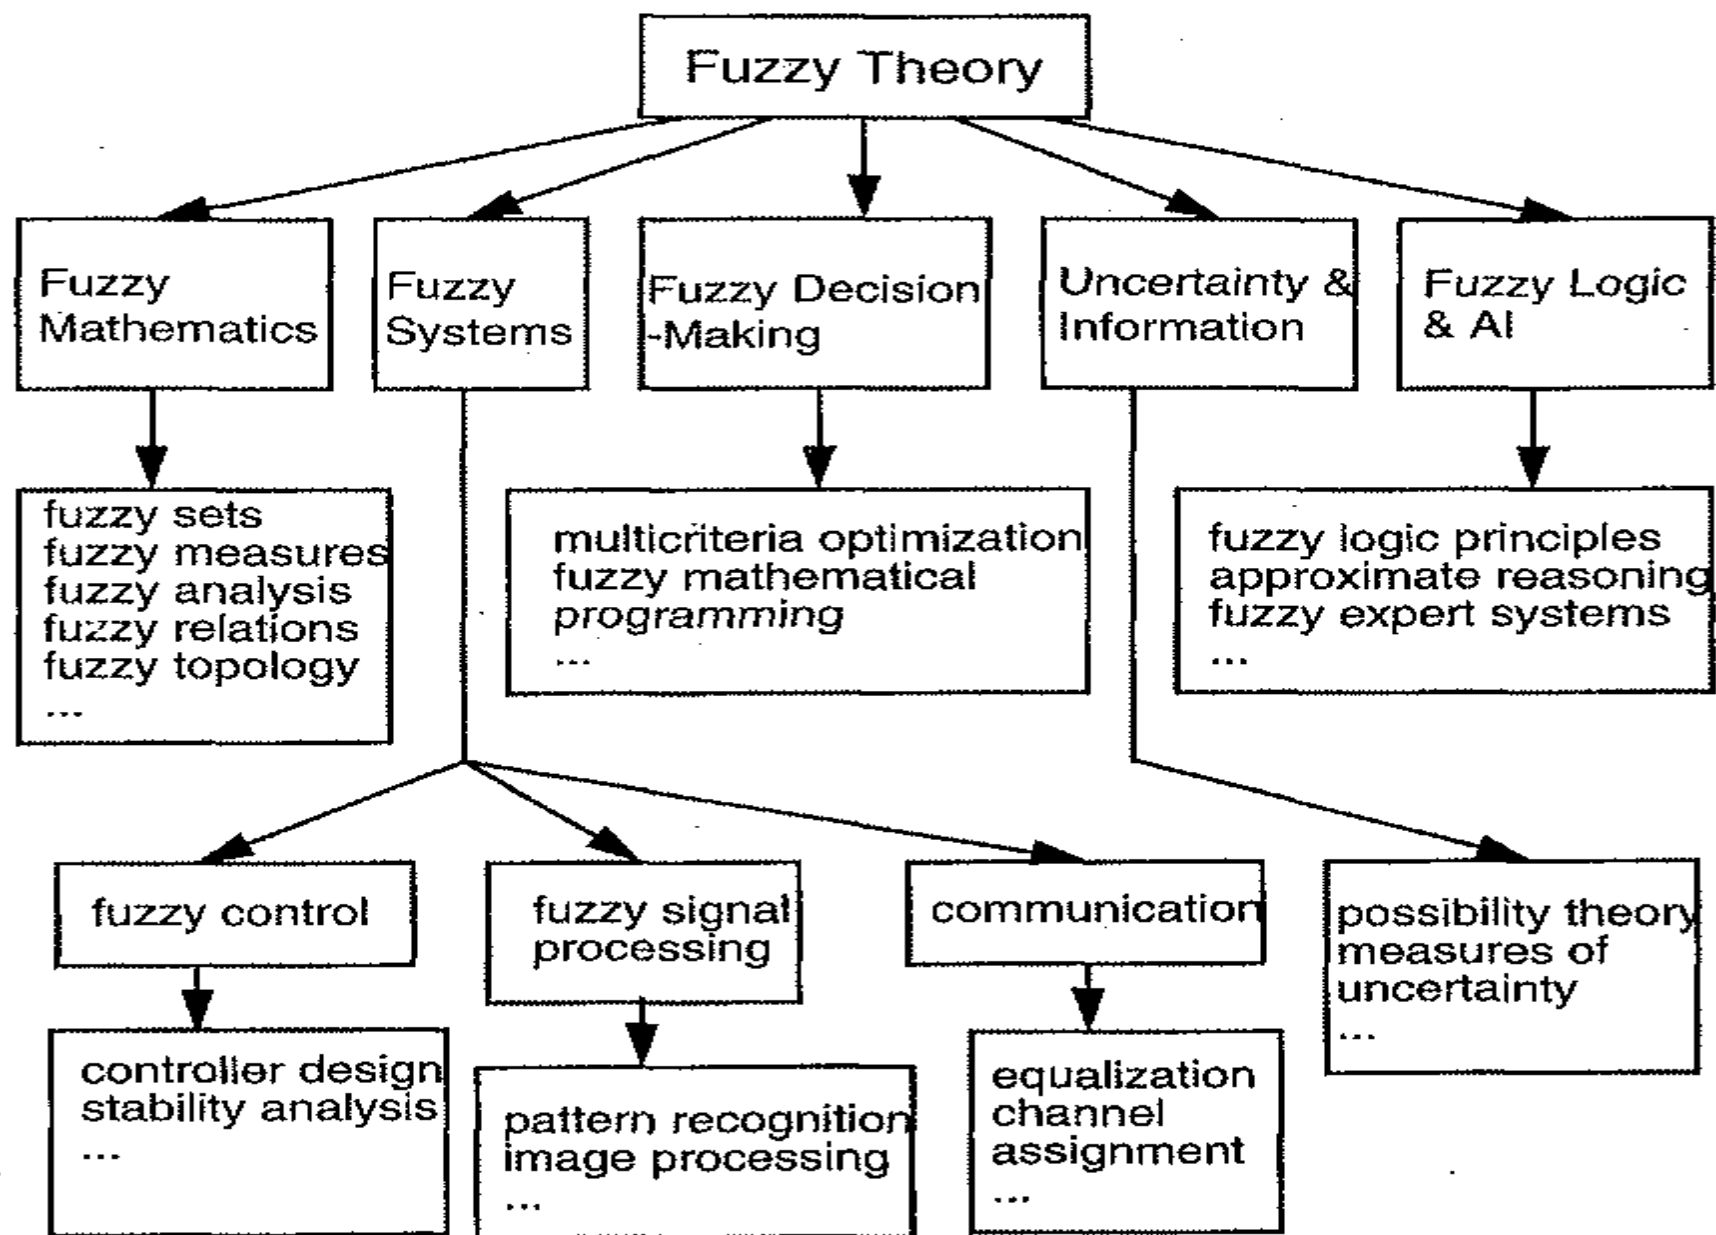 Fuzzy Theory
Fuzzy
Mathematics
Fuzzy
Systems
Fuzzy Decision
-Making
Uncertainty &
Information
Fuzzy Logic
& AI
fuzzy sets
fuzzy measures
fuzzy analysis
fuzzy relations
fuzzy topology
...
multicriteria optimization
fuzzy mathematical
programming
...
fuzzy logic principles
approximate reasoning
fuzzy expert systems
...
fuzzy control
fuzzy signal
processing
communication
possibility theory
measures of
uncertainty
...
controller design
stability analysis
...
pattern recognition
image processing
...
equalization
channel
assignment
...